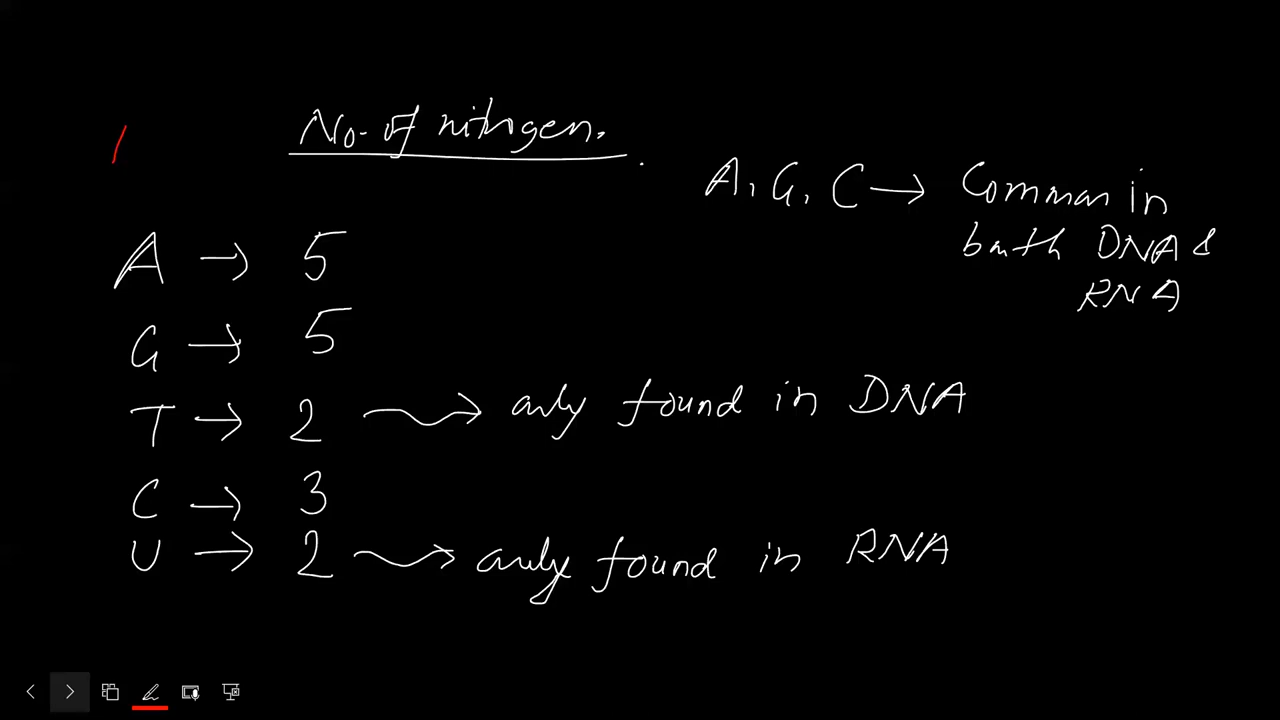 No. of nitrogen.
A, G, C → Common in
both DNA &
RNA
A → 5
G → 5
T → 2 → only found in DNA
C → 3
U → 2 → only found in RNA